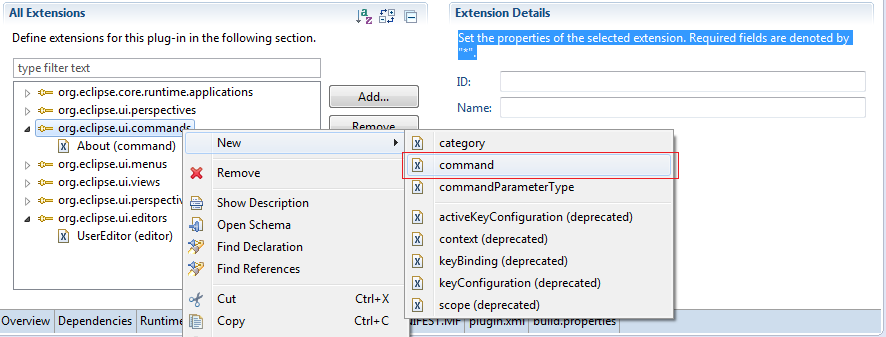 All Extensions
Define extensions for this plug-in in the following section.
type filter text
org.eclipse.core.runtime.applications
org.eclipse.ui.perspectives
org.eclipse.ui.commands
About (command)
org.eclipse.ui.menus
org.eclipse.ui.views
org.eclipse.ui.perspectiv
org.eclipse.ui.editors
UserEditor (editor)
Add...
Remove
New
Remove
Show Description
Open Schema
Find Declaration
Find References
Cut Ctrl+X
Copy Ctrl+C
category
command
commandParameterType
activeKeyConfiguration (deprecated)
context (deprecated)
keyBinding (deprecated)
keyConfiguration (deprecated)
scope (deprecated)
Extension Details
Set the properties of the selected extension. Required fields are denoted by
"*".
ID:
Name:
Overview Dependencies Runtime IFEST.MF plugin.xml build.properties